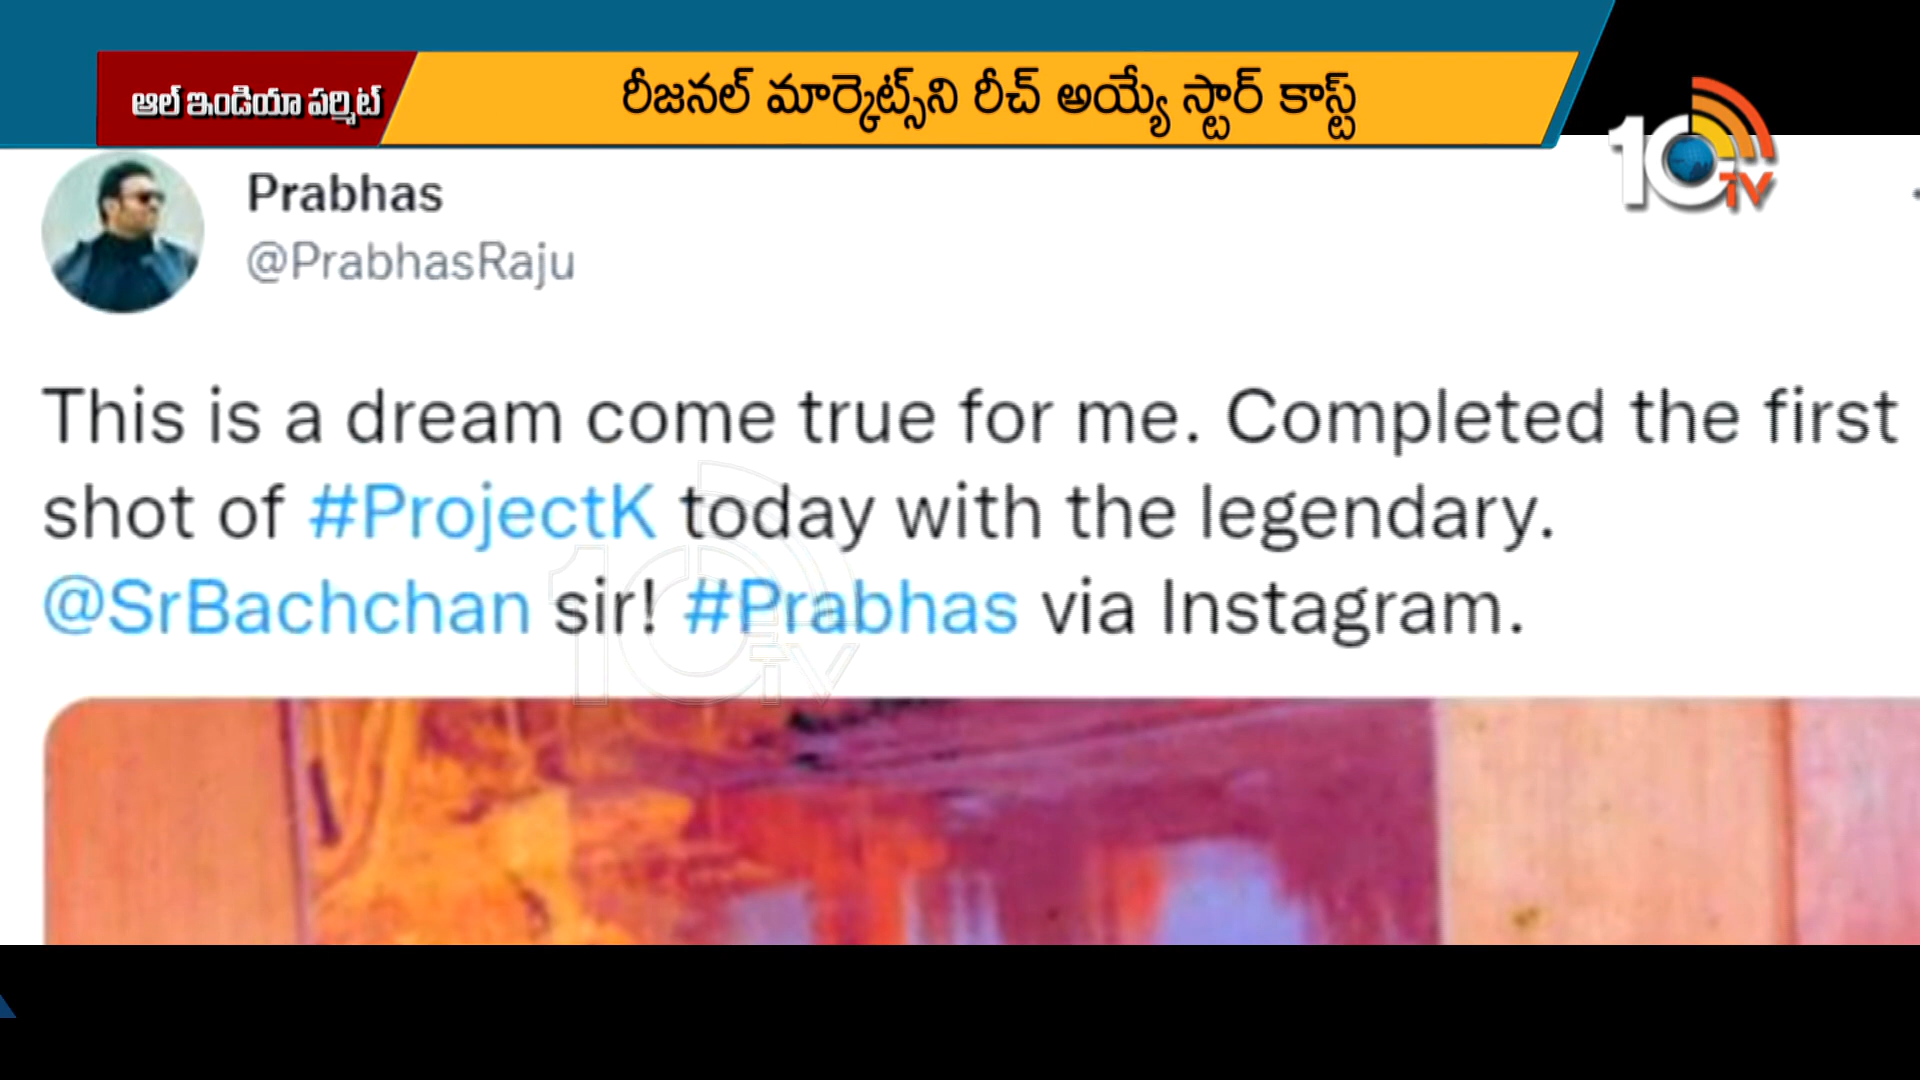 ఆల్ ఇండియా పర్మిట్
రీజనల్ మార్కెట్స్‌ని రీచ్ అయ్యే స్టార్ కాస్ట్
10TV
Prabhas
@PrabhasRaju
This is a dream come true for me. Completed the first
shot of #ProjectK today with the legendary.
@SrBachchan sir! #Prabhas via Instagram.
10TV